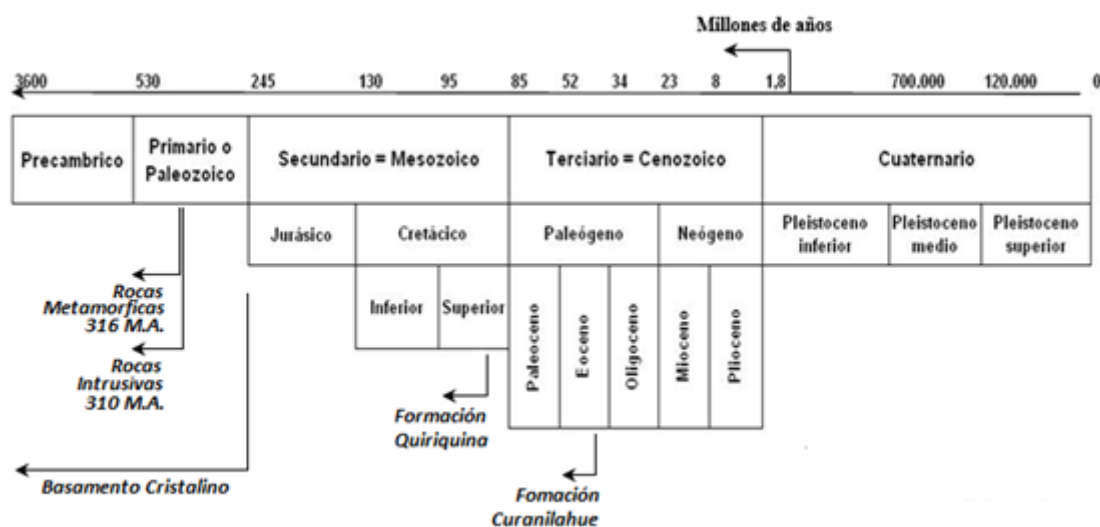 Millones de años
3600 530 245 130 95 85 52 34 23 8 1,8 700.000 120.000 0
Precambrico
Primario o
Paleozoico
Secundario = Mesozoico
Terciario = Cenozoico
Cuaternario
Jurásico
Cretácico
Paleógeno
Neógeno
Pleistoceno
inferior
Pleistoceno
medio
Pleistoceno
superior
Inferior
Superior
Paleoceno
Eoceno
Oligoceno
Mioceno
Plioceno
Rocas
Metamorficas
316 M.A.
Rocas
Intrusivas
310 M.A.
Formación
Quiriquina
Basamento Cristalino
Fomación
Curanilahue